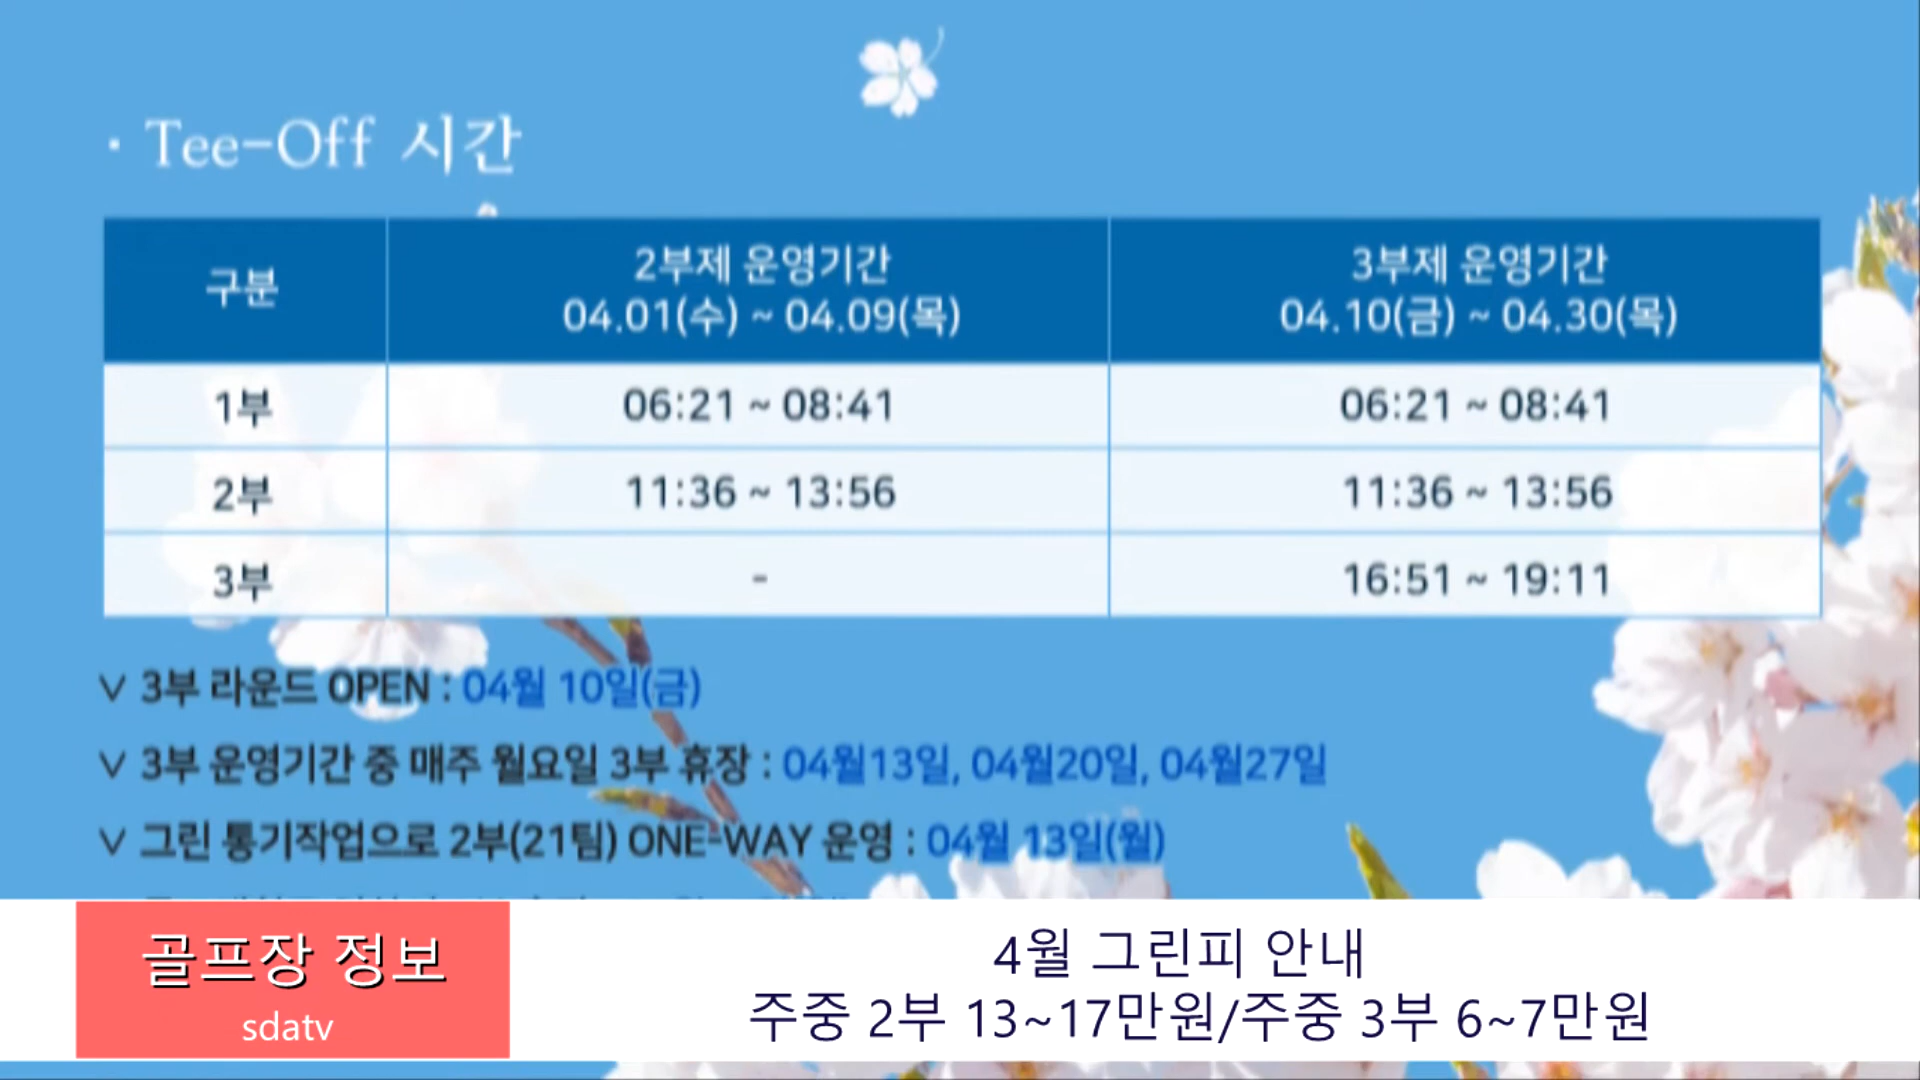 · Tee-Off 시간
구분
2부제 운영기간
04.01(수) ~ 04.09(목)
3부제 운영기간
04.10(금) ~ 04.30(목)
1부
06:21 ~ 08:41
06:21 ~ 08:41
2부
11:36 ~ 13:56
11:36 ~ 13:56
3부
-
16:51 ~ 19:11
∨ 3부 라운드 OPEN : 04월 10일(금)
∨ 3부 운영기간 중 매주 월요일 3부 휴장 : 04월13일, 04월20일, 04월27일
∨ 그린 통기작업으로 2부(21팀) ONE-WAY 운영 : 04월 13일(월)
골프장 정보
sdatv
4월 그린피 안내
주중 2부 13~17만원/주중 3부 6~7만원